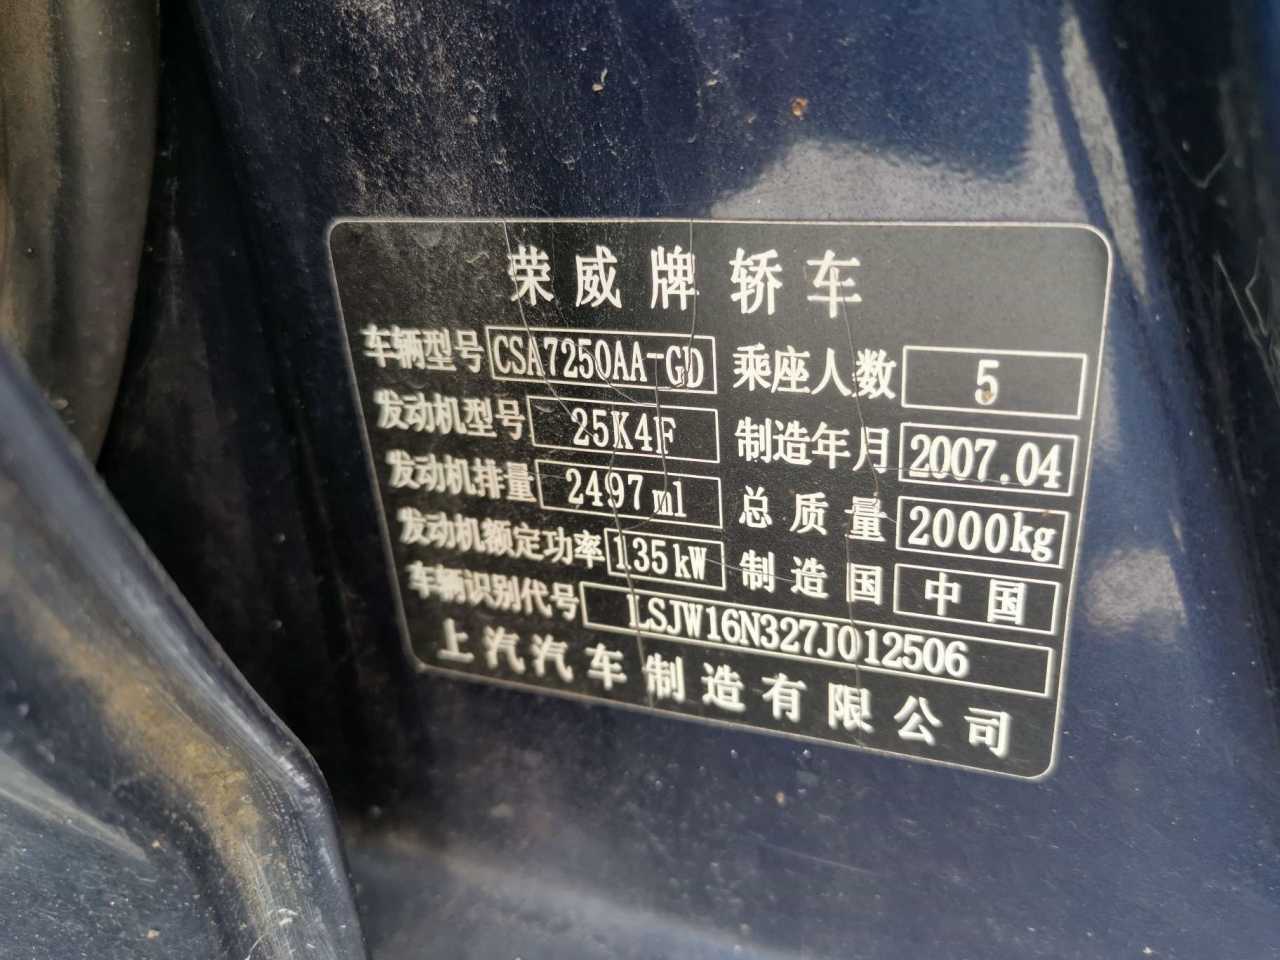 荣威牌轿车
车辆型号 CSA7250AA-GD 乘座人数 5
发动机型号 25K4F 制造年月 2007.04
发动机排量 2497ml 总质量 2000kg
发动机额定功率 135kW 制造国 中国
车辆识别代号 LSJW16N327J012506
上汽汽车制造有限公司